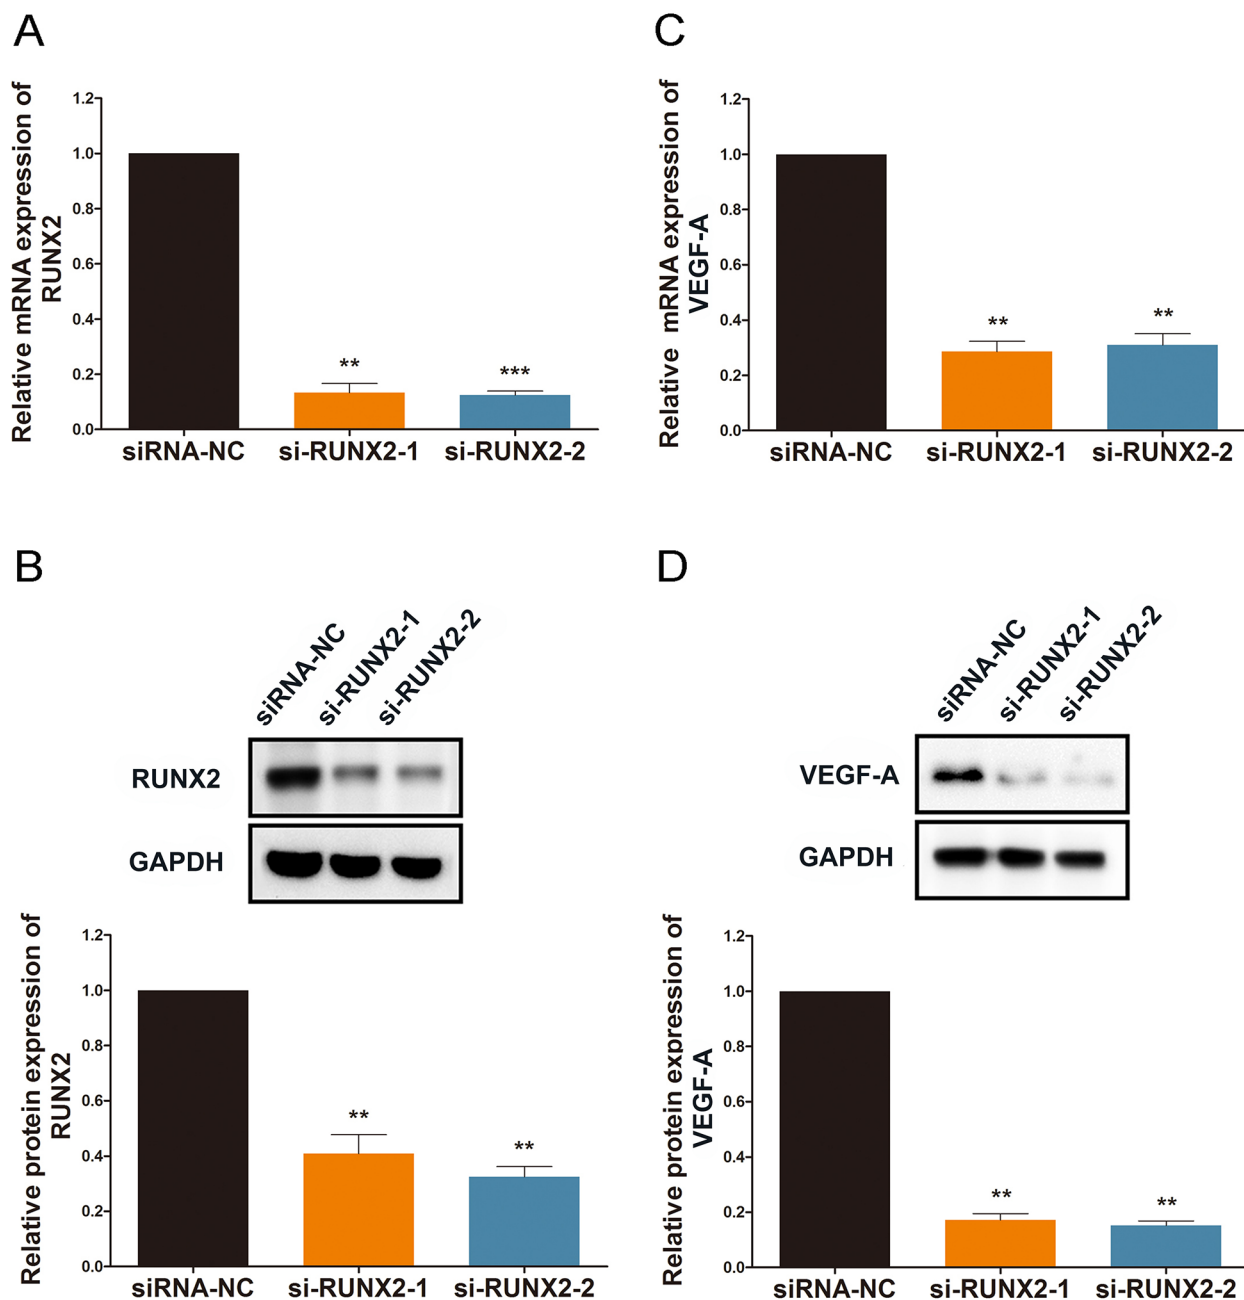 A
Relative mRNA expression of
RUNX2
1.2
1.0
0.8
0.6
0.4
0.2
0.0
**
***
siRNA-NC si-RUNX2-1 si-RUNX2-2
C
Relative mRNA expression of
VEGF-A
1.2
1.0
0.8
0.6
0.4
0.2
0.0
**
**
siRNA-NC si-RUNX2-1 si-RUNX2-2
B
siRNA-NC
si-RUNX2-1
si-RUNX2-2
RUNX2
GAPDH
Relative protein expression of
RUNX2
1.2
1.0
0.8
0.6
0.4
0.2
0.0
**
**
siRNA-NC si-RUNX2-1 si-RUNX2-2
D
siRNA-NC
si-RUNX2-1
si-RUNX2-2
VEGF-A
GAPDH
Relative protein expression of
VEGF-A
1.2
1.0
0.8
0.6
0.4
0.2
0.0
**
**
siRNA-NC si-RUNX2-1 si-RUNX2-2